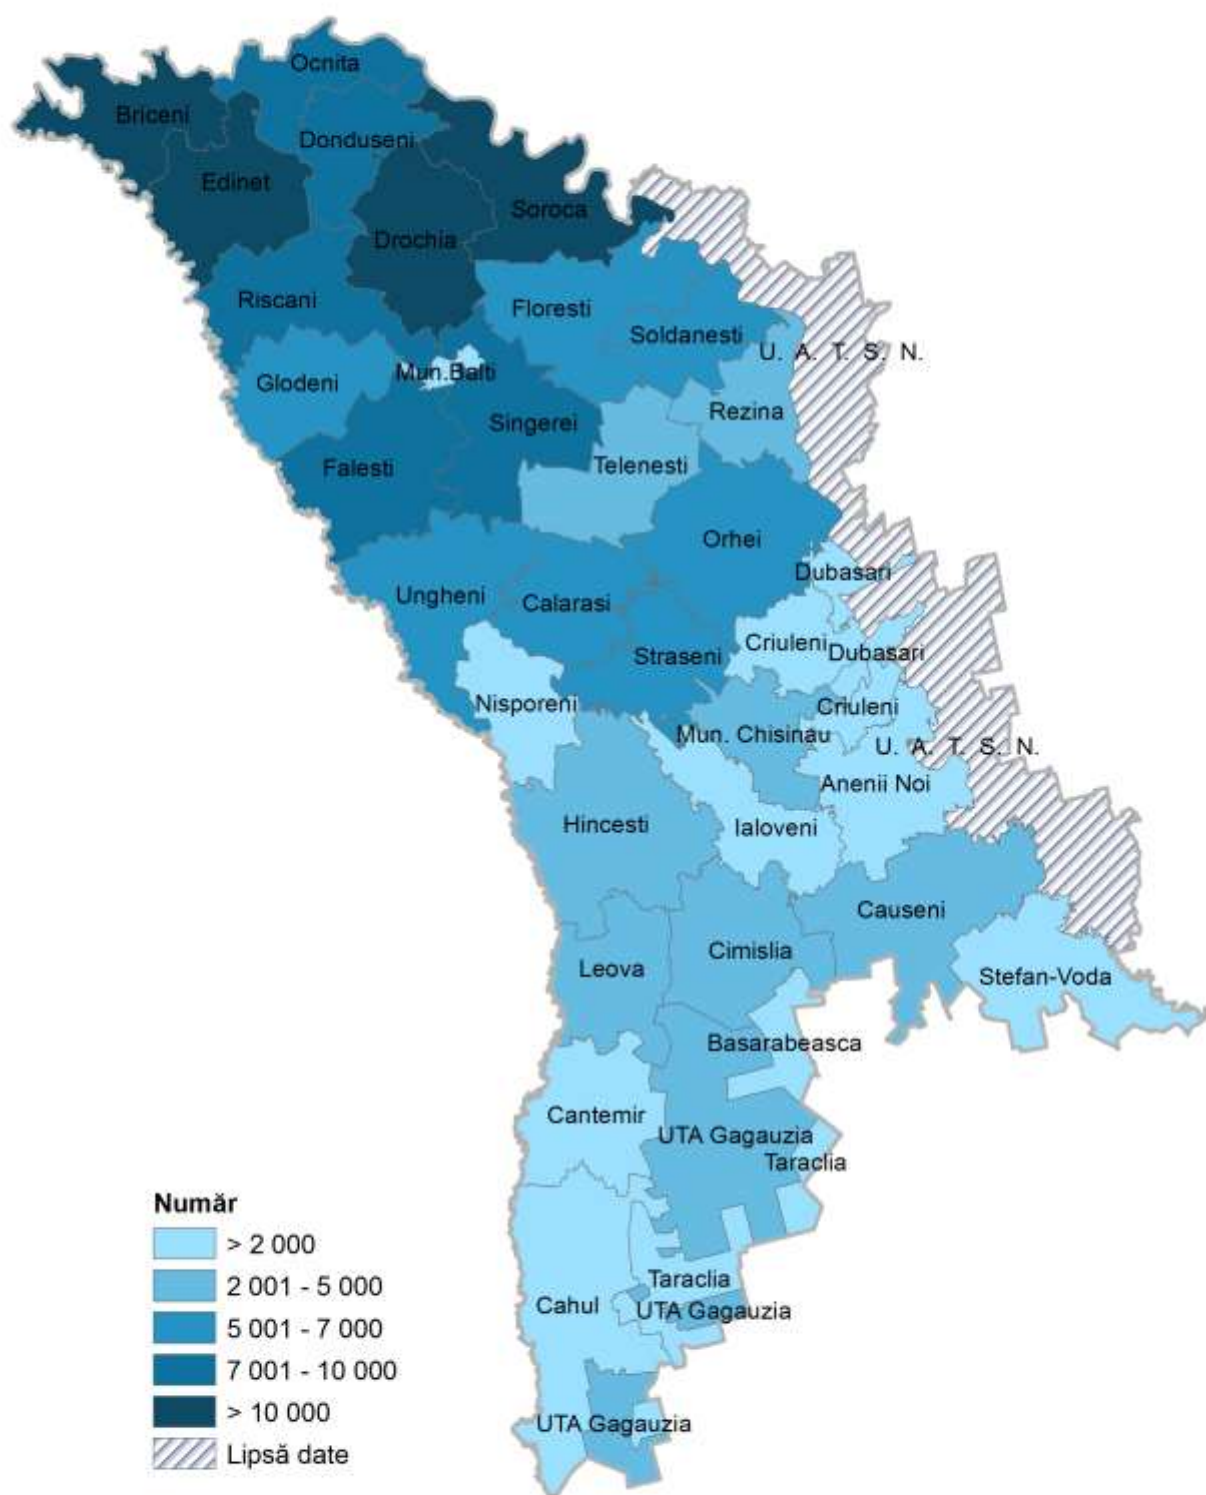 Ocnita
Briceni
Donduseni
Edinet
Soroca
Drochia
Riscani
Floresti
Soldanesti
U. A. T. S. N.
Mun.Balti
Glodeni
Rezina
Singerei
Telenesti
Falesti
Orhei
Dubasari
Ungheni
Calarasi
Criuleni
Dubasari
Straseni
Nisporeni
Criuleni
Mun. Chisinau
U. A. T. S. N.
Anenii Noi
Hincesti
Ialoveni
Causeni
Cimislia
Leova
Stefan-Voda
Basarabeasca
Cantemir
UTA Gagauzia
Taraclia
Număr
> 2 000
2 001 - 5 000
5 001 - 7 000
7 001 - 10 000
> 10 000
Lipsă date
Taraclia
Cahul
UTA Gagauzia
UTA Gagauzia